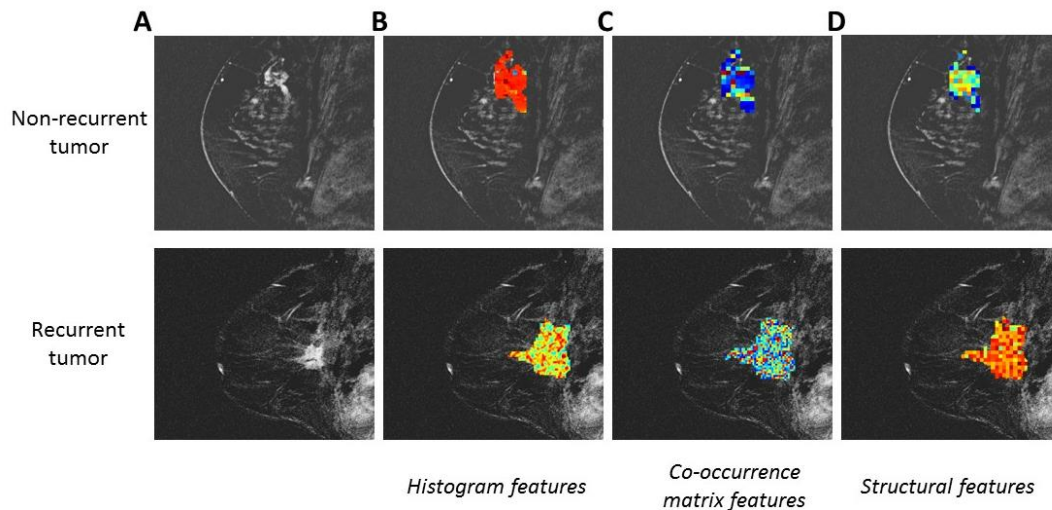 A
B
C
D
Non-recurrent
tumor
Recurrent
tumor
Histogram features
Co-occurrence
matrix features
Structural features